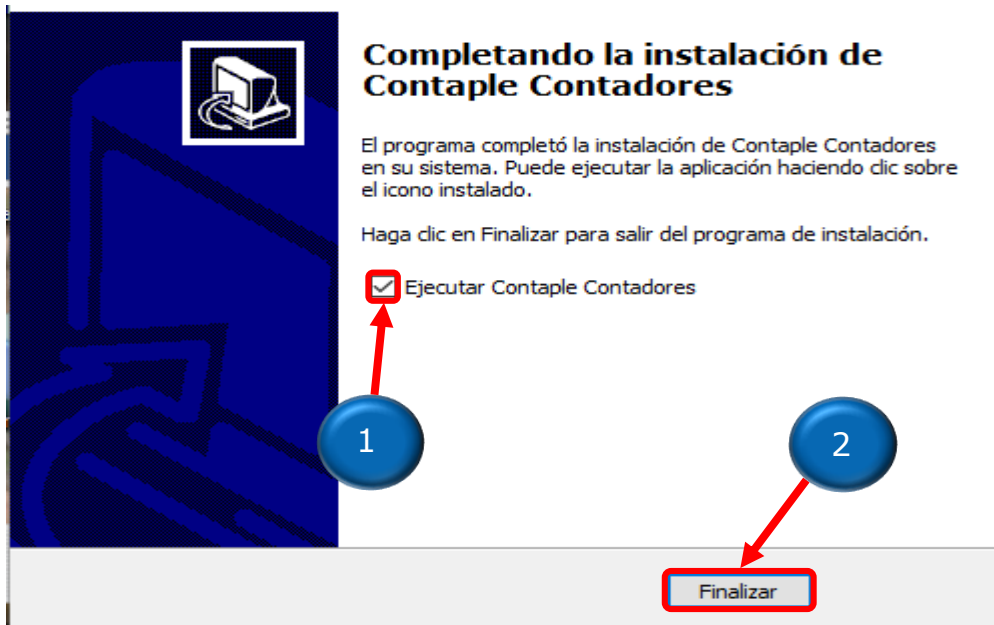 Completando la instalación de
Contaple Contadores
El programa completó la instalación de Contaple Contadores
en su sistema. Puede ejecutar la aplicación haciendo clic sobre
el icono instalado.
Haga clic en Finalizar para salir del programa de instalación.
Ejecutar Contaple Contadores
1
2
Finalizar